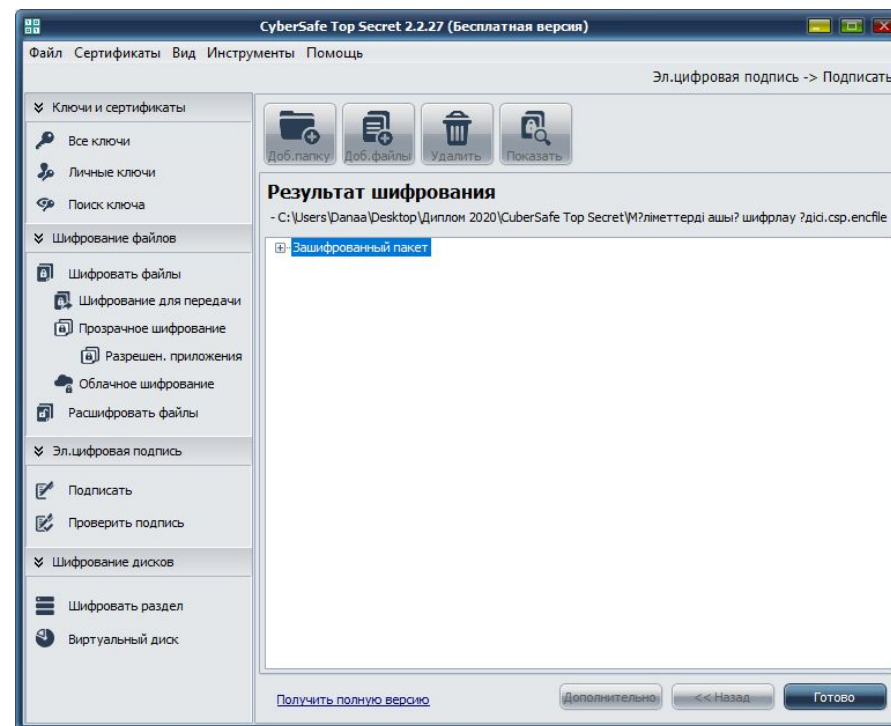 CyberSafe Top Secret 2.2.27 (Бесплатная версия)
Файл Сертификаты Вид Инструменты Помощь
Эл.цифровая подпись -> Подписать
Ключи и сертификаты
Все ключи
Личные ключи
Поиск ключа
Шифрование файлов
Шифровать файлы
Шифрование для передачи
Прозрачное шифрование
Разрешен. приложения
Облачное шифрование
Расшифровать файлы
Эл.цифровая подпись
Подписать
Проверить подпись
Шифрование дисков
Шифровать раздел
Виртуальный диск
Доб.папку Доб.файлы Удалить Показать
Результат шифрования
- C:\Users\Danaa\Desktop\Диплом 2020\CuberSafe Top Secret\М?ліметтерді ашы? шифрлау ?дісі.csp.encfile
Зашифрованный пакет
Получить полную версию
Дополнительно << Назад Готово